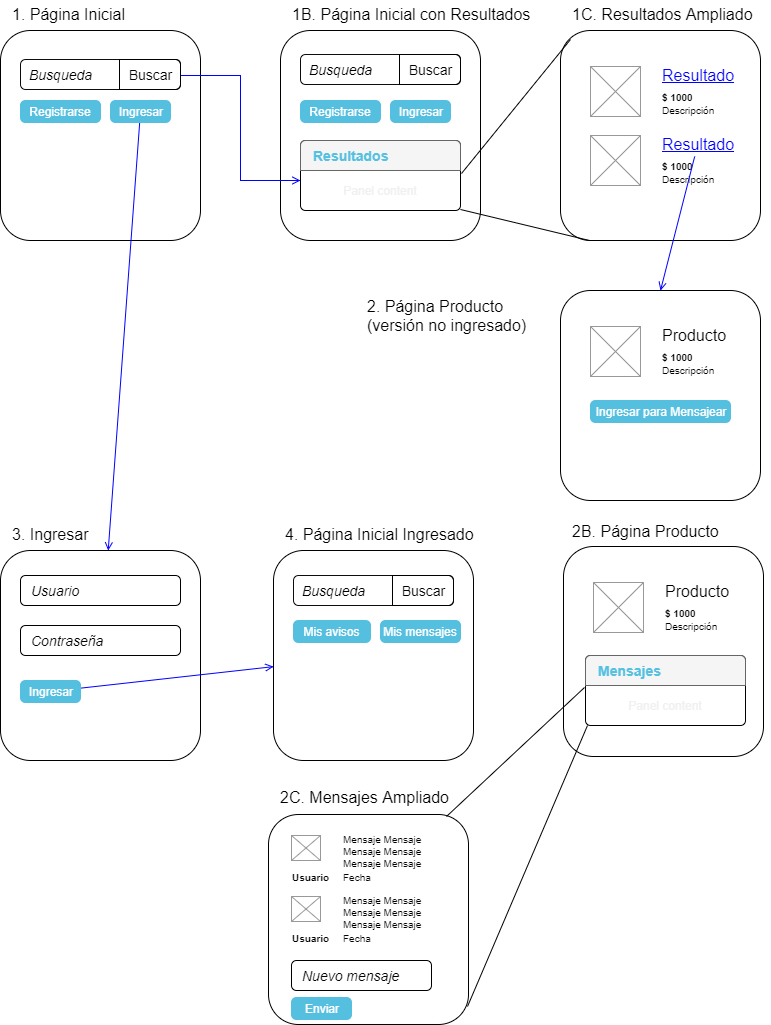 1. Página Inicial
Busqueda
Buscar
Registrarse
Ingresar
1B. Página Inicial con Resultados
Busqueda
Buscar
Registrarse
Ingresar
Resultados
Panel content
1C. Resultados Ampliado
Resultado
$ 1000
Descripción
Resultado
$ 1000
Descripción
2. Página Producto
(versión no ingresado)
Producto
$ 1000
Descripción
Ingresar para Mensajear
3. Ingresar
Usuario
Contraseña
Ingresar
4. Página Inicial Ingresado
Busqueda
Buscar
Mis avisos
Mis mensajes
2B. Página Producto
Producto
$ 1000
Descripción
Mensajes
Panel content
2C. Mensajes Ampliado
Mensaje Mensaje
Mensaje Mensaje
Mensaje Mensaje
Usuario
Fecha
Mensaje Mensaje
Mensaje Mensaje
Mensaje Mensaje
Usuario
Fecha
Nuevo mensaje
Enviar